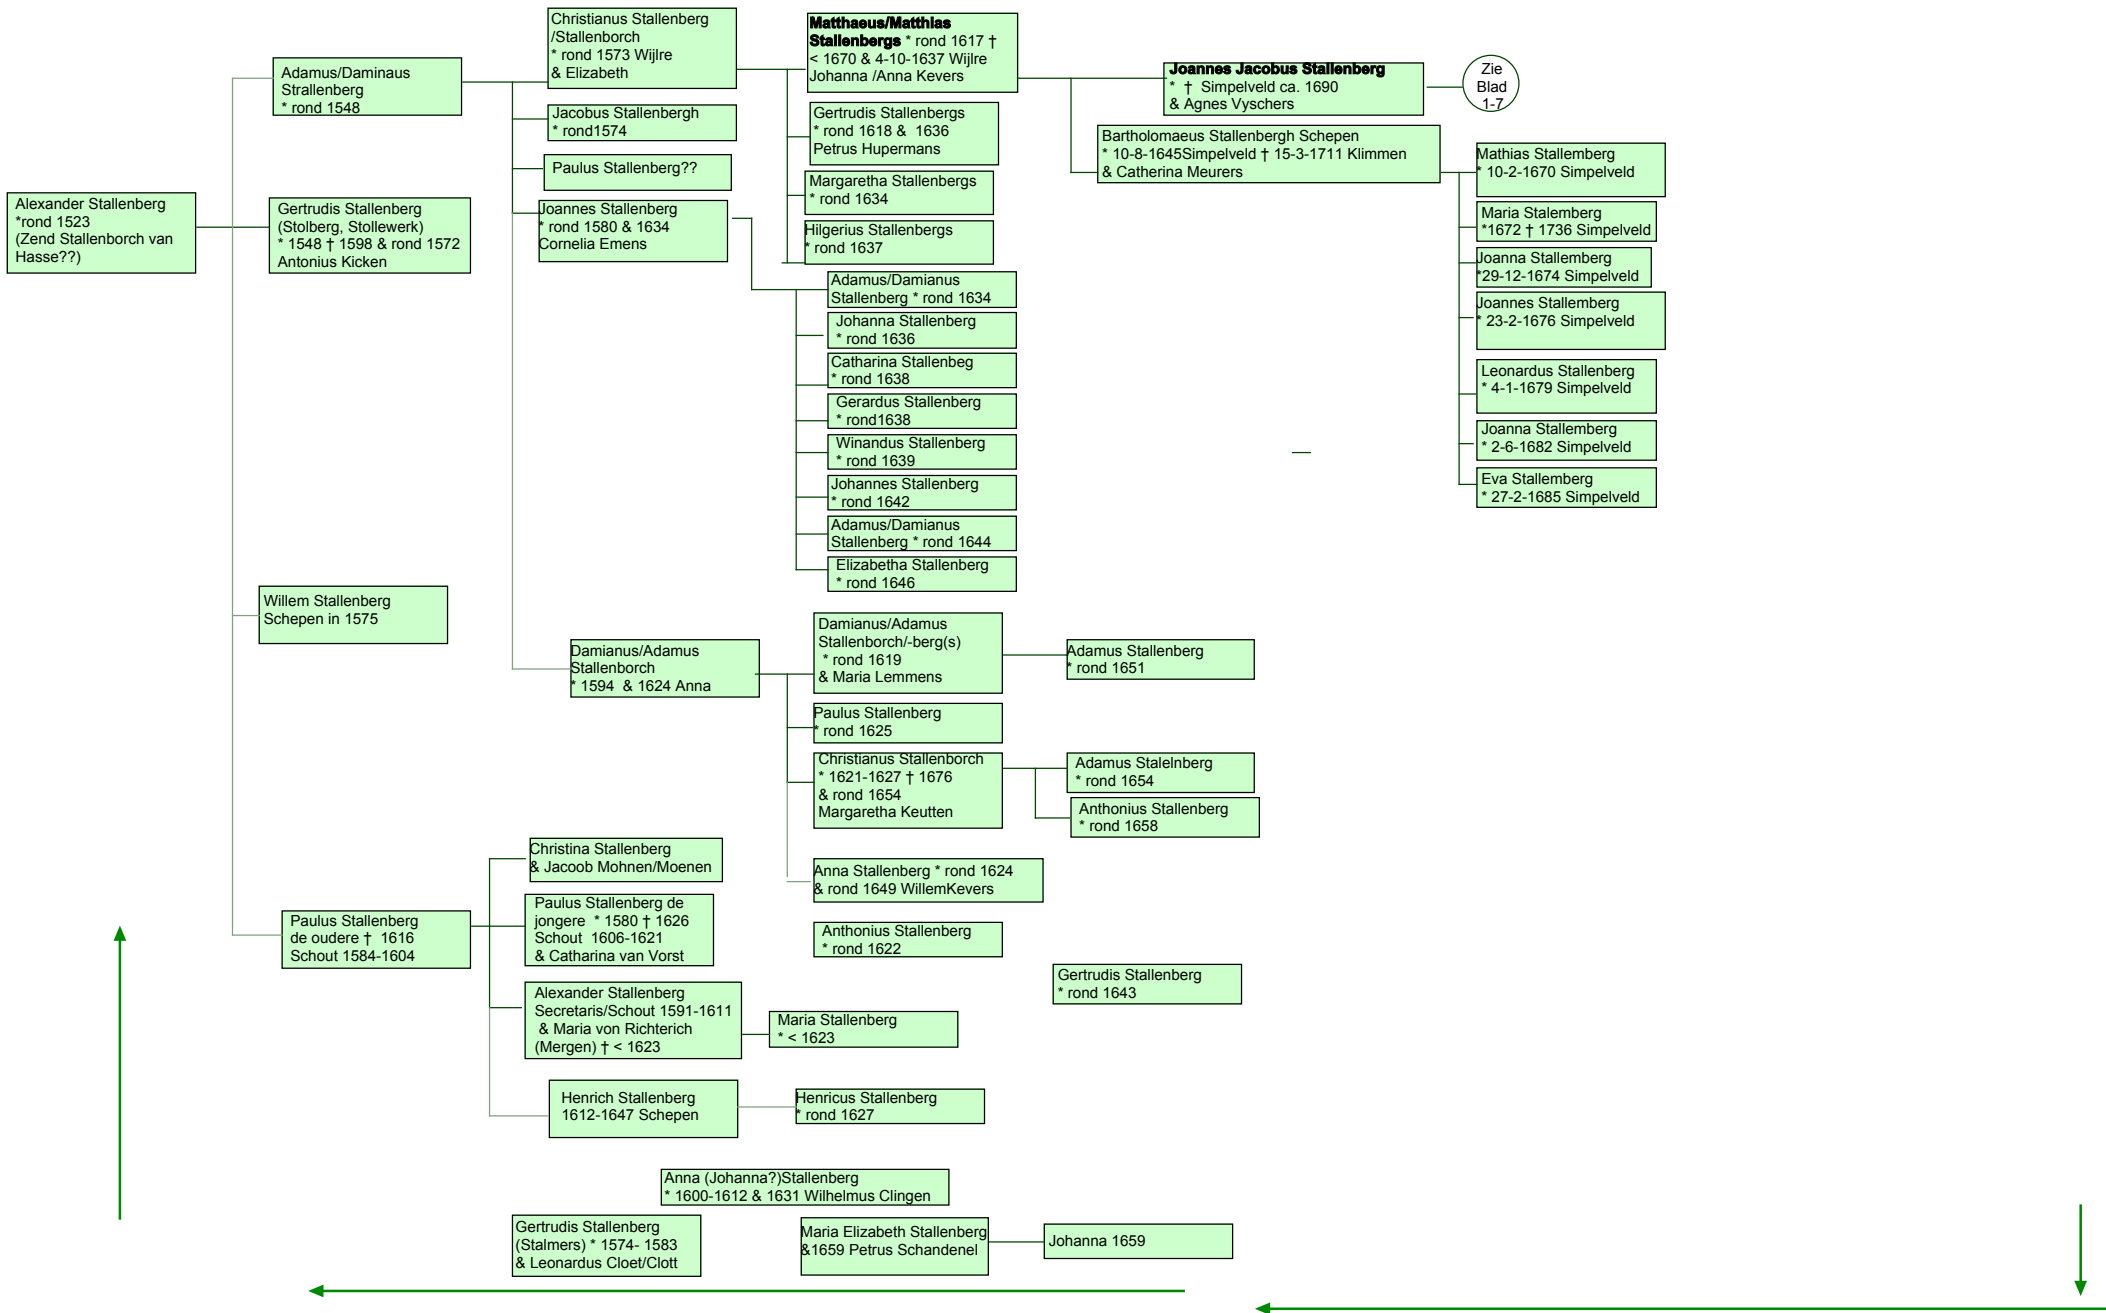 Alexander Stallenberg
*rond 1523
(Zend Stallenborch van
Hasse??)
Adamus/Daminaus
Strallenberg
* rond 1548
Gertrudis Stallenberg
(Stolberg, Stollewerk)
* 1548 † 1598 & rond 1572
Antonius Kicken
Willem Stallenberg
Schepen in 1575
Paulus Stallenberg
de oudere † 1616
Schout 1584-1604
Christianus Stallenberg
/Stallenborch
* rond 1573 Wijlre
& Elizabeth
Jacobus Stallenbergh
* rond1574
Paulus Stallenberg??
Joannes Stallenberg
* rond 1580 & 1634
Cornelia Emens
Damianus/Adamus
Stallenborch
* 1594 & 1624 Anna
Christina Stallenberg
& Jacoob Mohnen/Moenen
Paulus Stallenberg de
jongere * 1580 † 1626
Schout 1606-1621
& Catharina van Vorst
Alexander Stallenberg
Secretaris/Schout 1591-1611
& Maria von Richterich
(Mergen) † < 1623
Henrich Stallenberg
1612-1647 Schepen
Anna (Johanna?)Stallenberg
* 1600-1612 & 1631 Wilhelmus Clingen
Gertrudis Stallenberg
(Stalmers) * 1574- 1583
& Leonardus Cloet/Clott
Matthaeus/Matthias
Stallenbergs * rond 1617 †
< 1670 & 4-10-1637 Wijlre
Johanna /Anna Kevers
Gertrudis Stallenbergs
* rond 1618 & 1636
Petrus Hupermans
Margaretha Stallenbergs
* rond 1634
Hilgerius Stallenbergs
* rond 1637
Adamus/Damianus
Stallenberg * rond 1634
Johanna Stallenberg
* rond 1636
Catharina Stallenbeg
* rond 1638
Gerardus Stallenberg
* rond1638
Winandus Stallenberg
* rond 1639
Johannes Stallenberg
* rond 1642
Adamus/Damianus
Stallenberg * rond 1644
Elizabetha Stallenberg
* rond 1646
Damianus/Adamus
Stallenborch/-berg(s)
* rond 1619
& Maria Lemmens
Paulus Stallenberg
* rond 1625
Christianus Stallenborch
* 1621-1627 † 1676
& rond 1654
Margaretha Keutten
Anna Stallenberg * rond 1624
& rond 1649 WillemKevers
Anthonius Stallenberg
* rond 1622
Maria Stallenberg
* < 1623
Henricus Stallenberg
* rond 1627
Maria Elizabeth Stallenberg
&1659 Petrus Schandenel
Joannes Jacobus Stallenberg
* † Simpelveld ca. 1690
& Agnes Vyschers
Bartholomaeus Stallenbergh Schepen
* 10-8-1645Simpelveld † 15-3-1711 Klimmen
& Catherina Meurers
Adamus Stallenberg
* rond 1651
Adamus Stalelnberg
* rond 1654
Anthonius Stallenberg
* rond 1658
Gertrudis Stallenberg
* rond 1643
Johanna 1659
Zie
Blad
1-7
Mathias Stallemberg
* 10-2-1670 Simpelveld
Maria Stalemberg
*1672 † 1736 Simpelveld
Joanna Stallemberg
*29-12-1674 Simpelveld
Joannes Stallemberg
* 23-2-1676 Simpelveld
Leonardus Stallenberg
* 4-1-1679 Simpelveld
Joanna Stallemberg
* 2-6-1682 Simpelveld
Eva Stallemberg
* 27-2-1685 Simpelveld